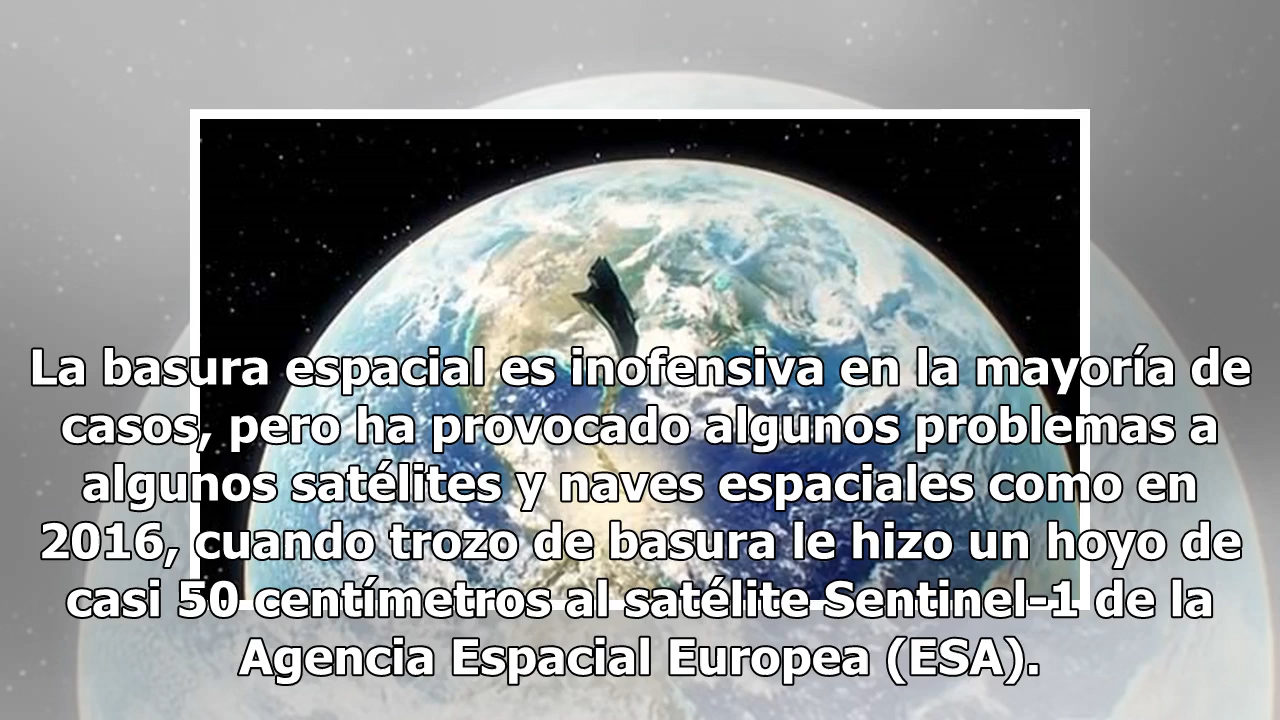 La basura espacial es inofensiva en la mayoría de
casos, pero ha provocado algunos problemas a
algunos satélites y naves espaciales como en
2016, cuando trozo de basura le hizo un hoyo de
casi 50 centímetros al satélite Sentinel-1 de la
Agencia Espacial Europea (ESA).